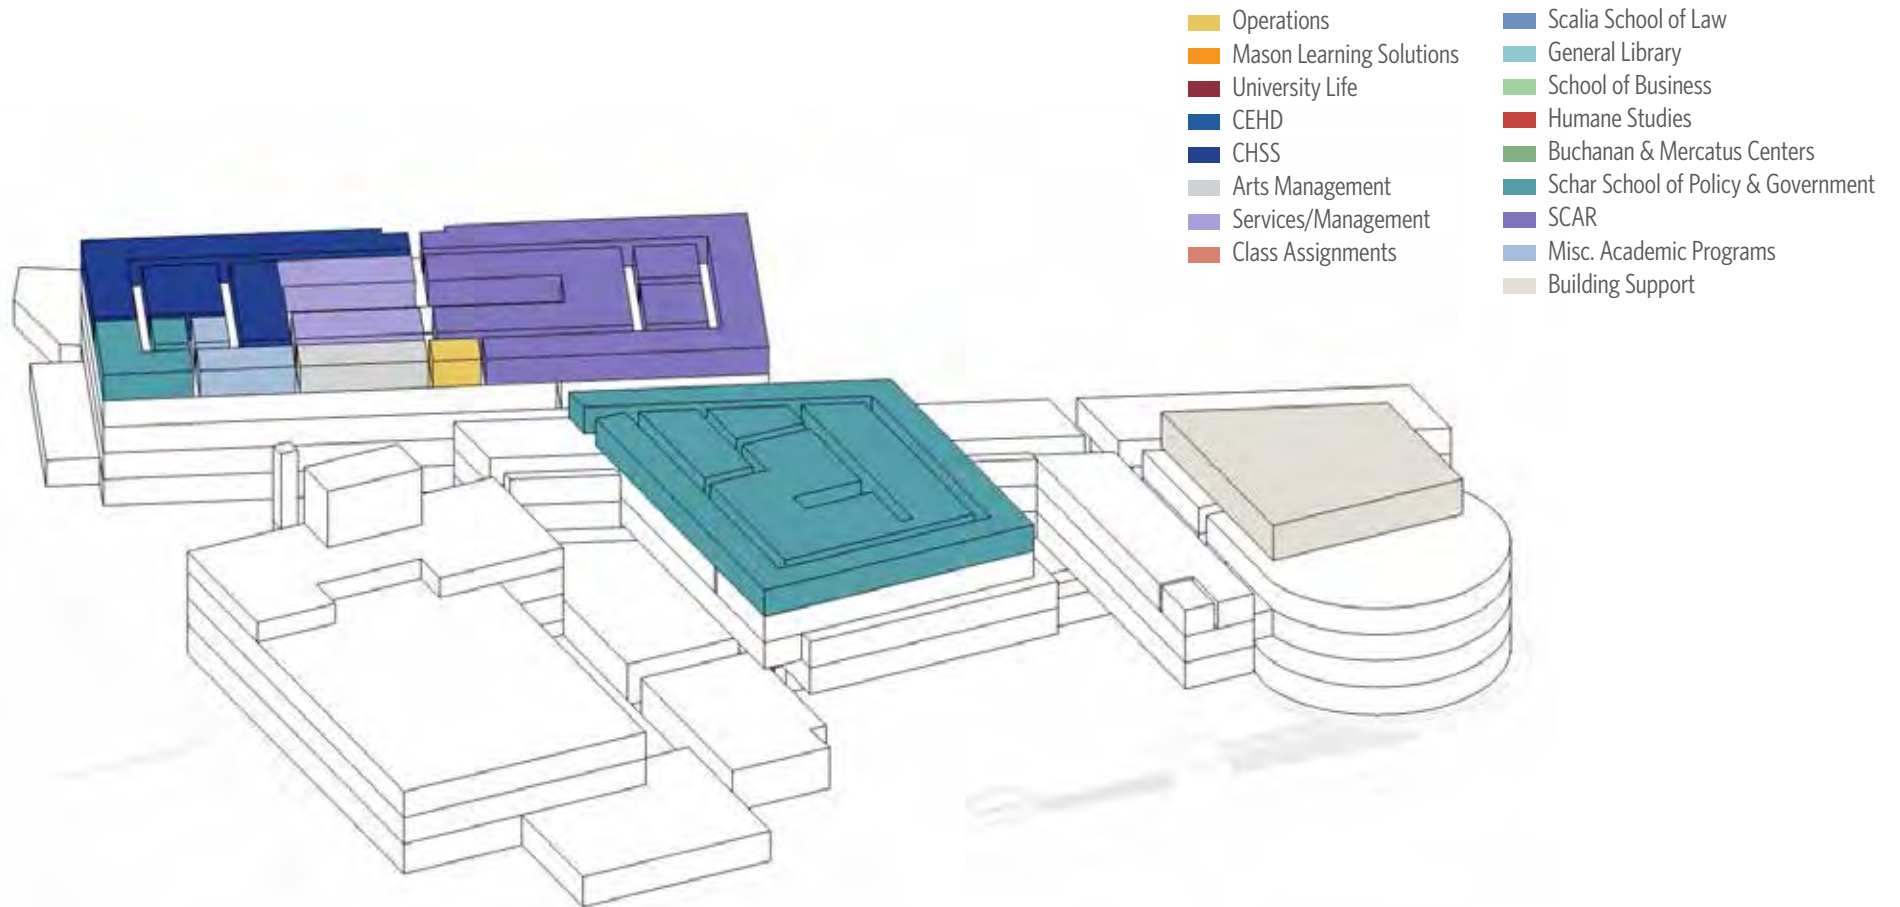 Operations
Mason Learning Solutions
University Life
CEHD
CHSS
Arts Management
Services/Management
Class Assignments
Scalia School of Law
General Library
School of Business
Humane Studies
Buchanan & Mercatus Centers
Schar School of Policy & Government
SCAR
Misc. Academic Programs
Building Support